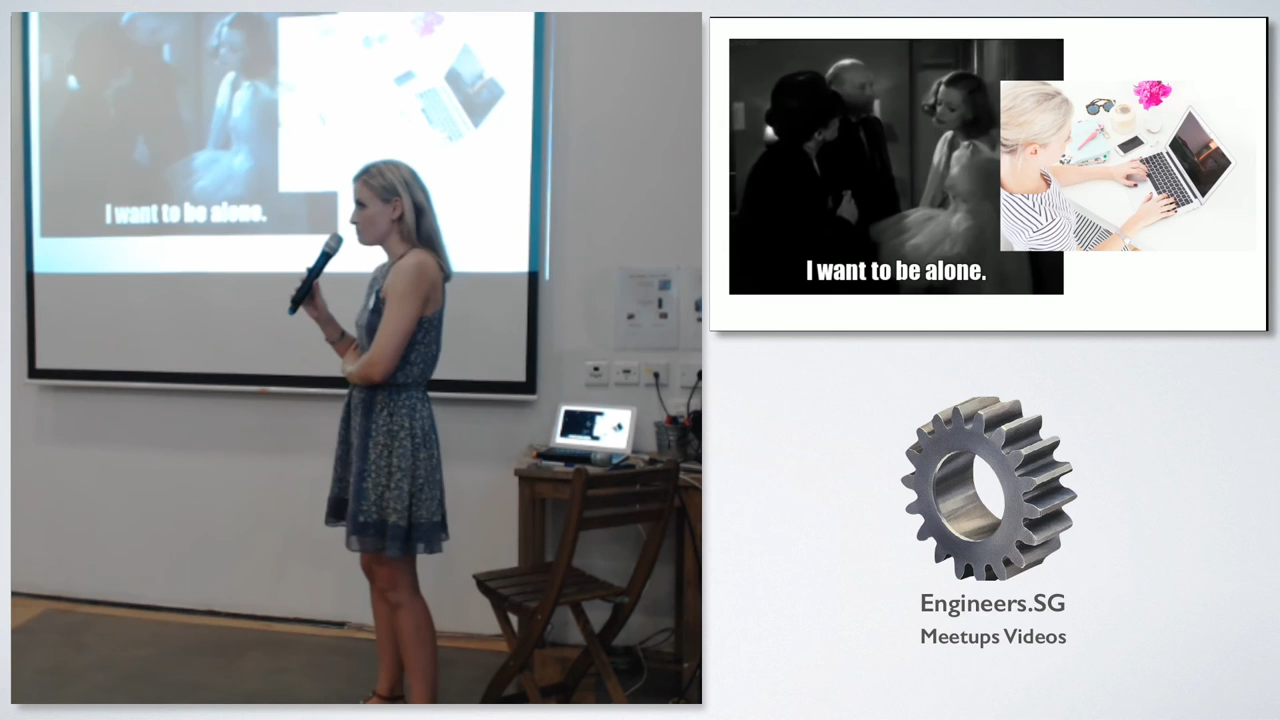 I want to be alone.
I want to be alone.
Engineers.SG
Meetups Videos